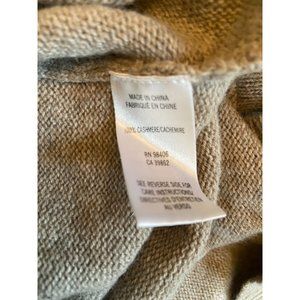 MADE IN CHINA
FABRIQUÉ EN CHINE
100% CASHMERE/CACHEMIRE
RN 98406
CA 39852
SEE REVERSE SIDE FOR
CARE INSTRUCTIONS/
DIRECTIVES D'ENTRETIEN
AU VERSO